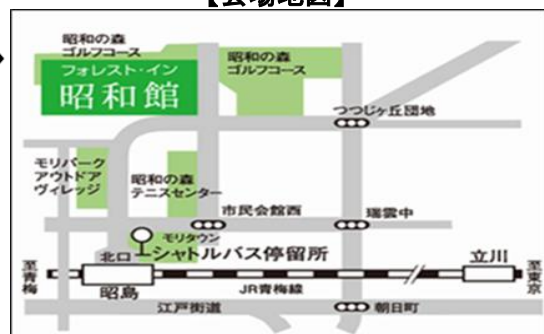 【会場地図】
昭和の森
ゴルフコース
フォレスト・イン
昭和館
昭和の森
ゴルフコース
つつじヶ丘団地
モリパーク
アウトドア
ヴィレッジ
昭和の森
テニスセンター
市民会館西
瑞雲中
モリタウン
シャトルバス停留所
北口
至青梅
昭島
JR青梅線
立川
至東京
江戸街道
朝日町